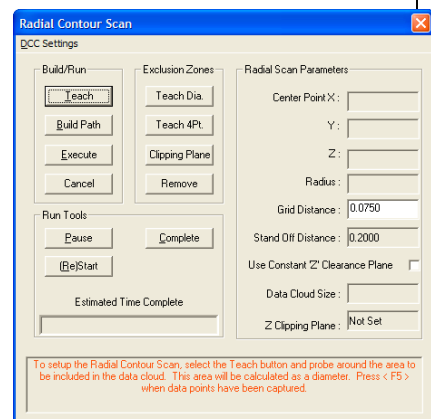 Radial Contour Scan
DCC Settings
Build/Run
Teach
Build Path
Execute
Cancel
Exclusion Zones
Teach Dia.
Teach 4Pt.
Clipping Plane
Remove
Radial Scan Parameters
Center Point X :
Y :
Z :
Radius :
Grid Distance : 0.0750
Stand Off Distance : 0.2000
Use Constant 'Z' Clearance Plane
Data Cloud Size :
Z Clipping Plane : Not Set
Run Tools
Pause
Complete
(Re)Start
Estimated Time Complete
To setup the Radial Contour Scan, select the Teach button and probe around the area to
be included in the data cloud. This area will be calculated as a diameter. Press < F5 >
when data points have been captured.